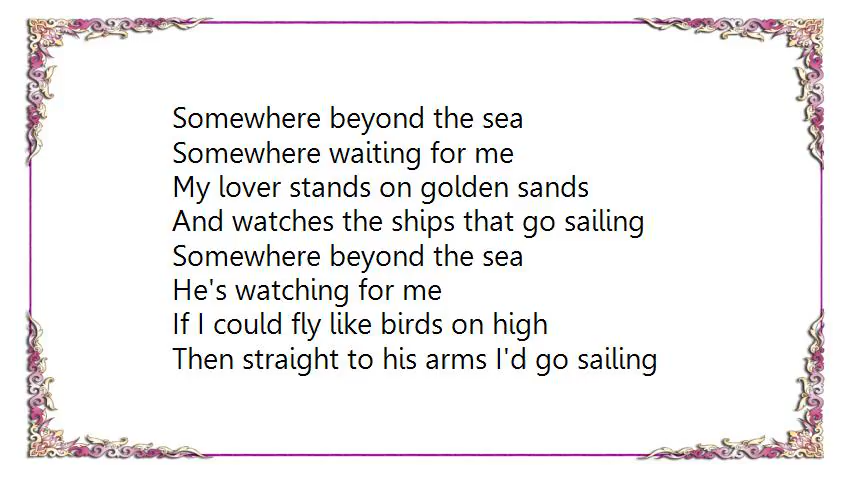 Somewhere beyond the sea
Somewhere waiting for me
My lover stands on golden sands
And watches the ships that go sailing
Somewhere beyond the sea
He's watching for me
If I could fly like birds on high
Then straight to his arms I'd go sailing